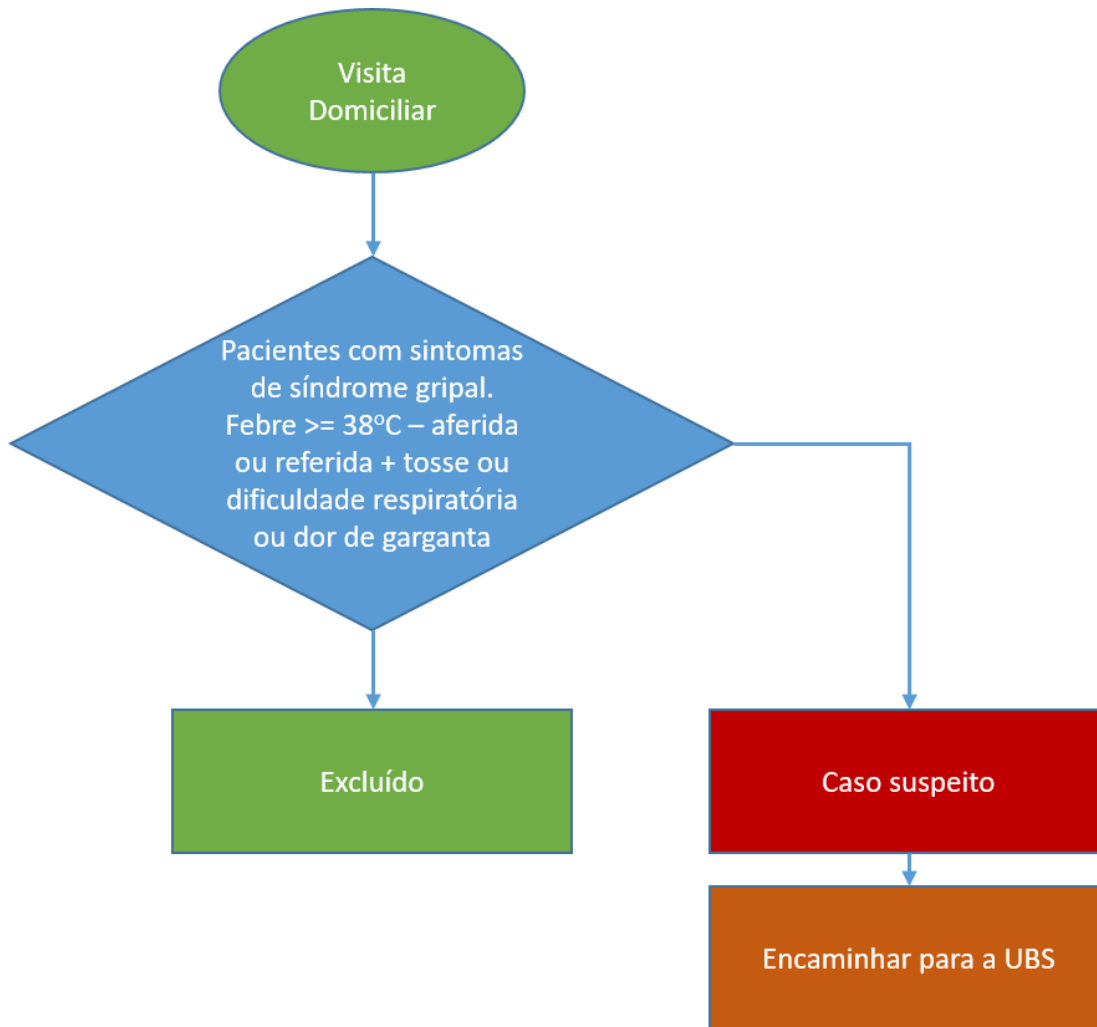 Visita
Domiciliar
Pacientes com sintomas
de síndrome gripal.
Febre >= 38ºC – aferida
ou referida + tosse ou
dificuldade respiratória
ou dor de garganta
Excluído
Caso suspeito
Encaminhar para a UBS